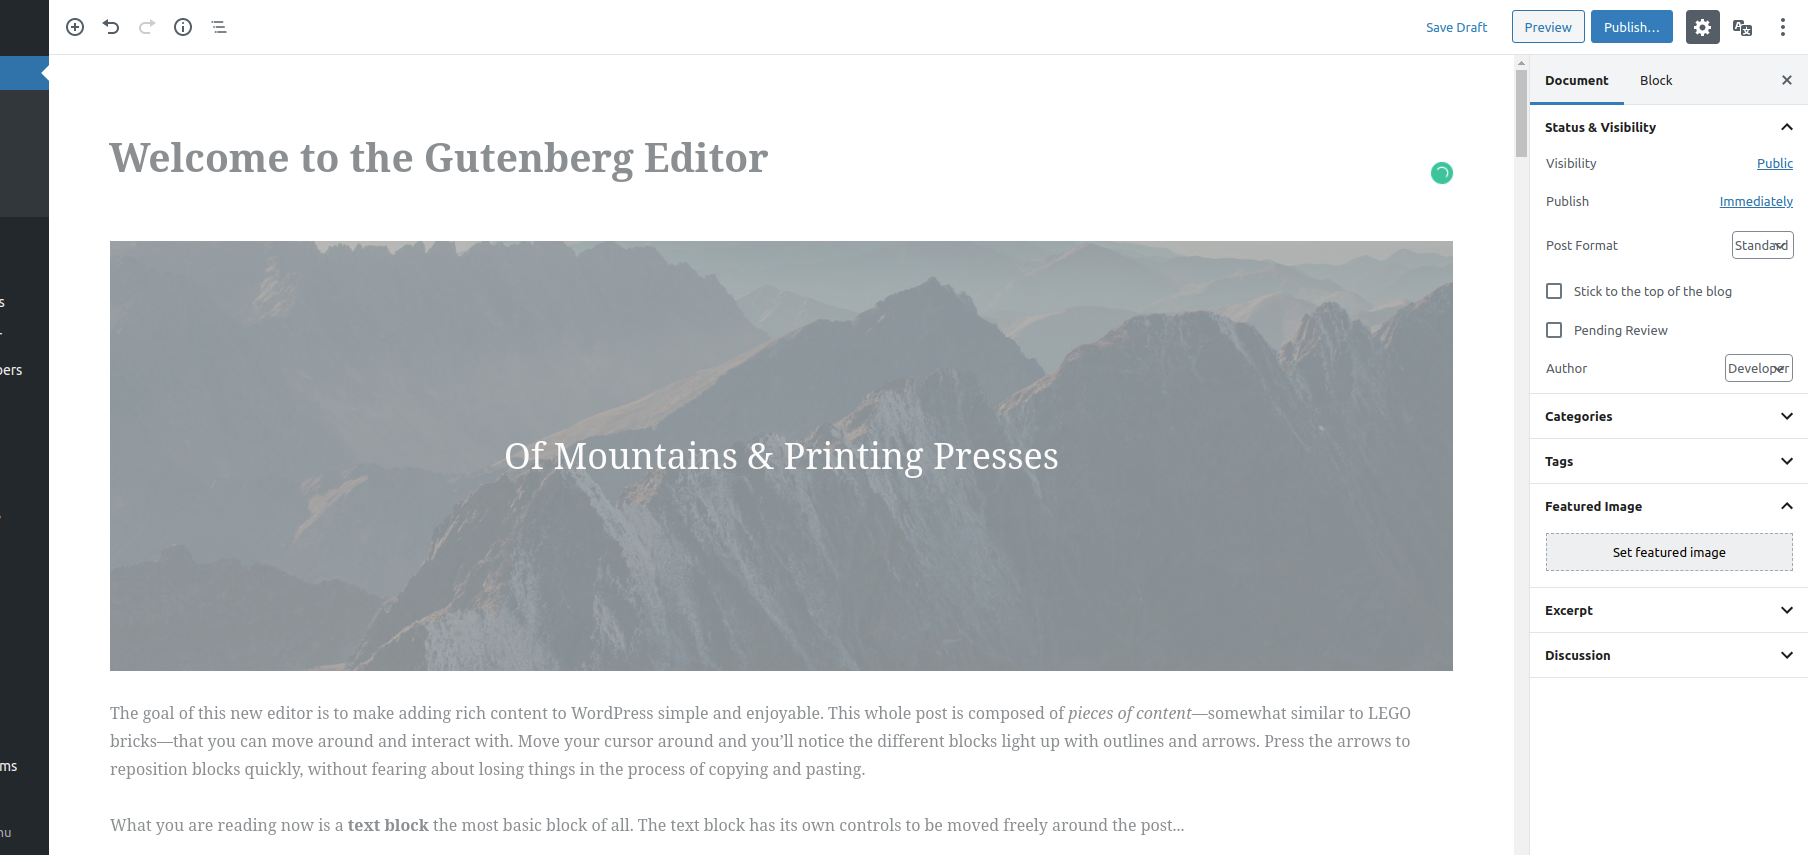 Save Draft
Preview
Publish...
Document
Block
Welcome to the Gutenberg Editor
Status & Visibility
Visibility
Public
Publish
Immediately
Post Format
Standard
Stick to the top of the blog
Pending Review
Author
Developer
Of Mountains & Printing Presses
Categories
Tags
Featured Image
Set featured image
Excerpt
Discussion
The goal of this new editor is to make adding rich content to WordPress simple and enjoyable. This whole post is composed of pieces of content—somewhat similar to LEGO
bricks—that you can move around and interact with. Move your cursor around and you’ll notice the different blocks light up with outlines and arrows. Press the arrows to
reposition blocks quickly, without fearing about losing things in the process of copying and pasting.
What you are reading now is a text block the most basic block of all. The text block has its own controls to be moved freely around the post...